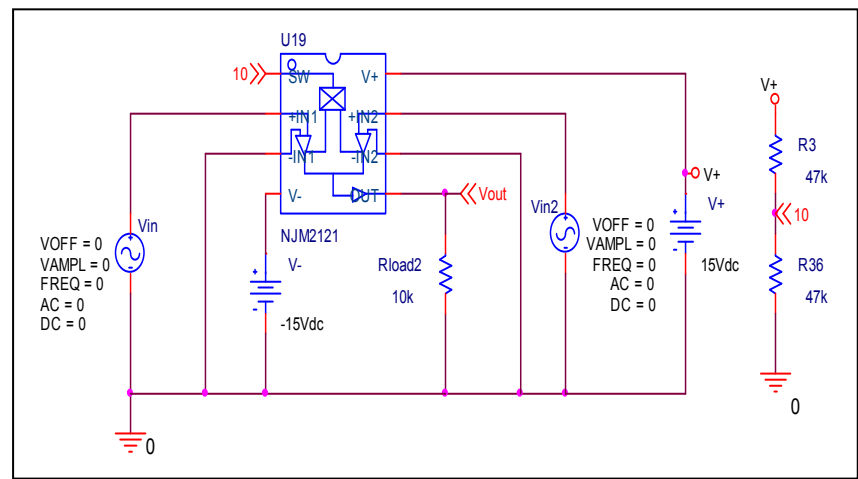 U19
10
SW
V+
+IN1
+IN2
-IN1
-IN2
V-
OUT
Vout
NJM2121
Vin
VOFF = 0
VAMPL = 0
FREQ = 0
AC = 0
DC = 0
V-
-15Vdc
Rload2
10k
Vin2
VOFF = 0
VAMPL = 0
FREQ = 0
AC = 0
DC = 0
V+
V+
15Vdc
V+
R3
47k
10
R36
47k
0
0